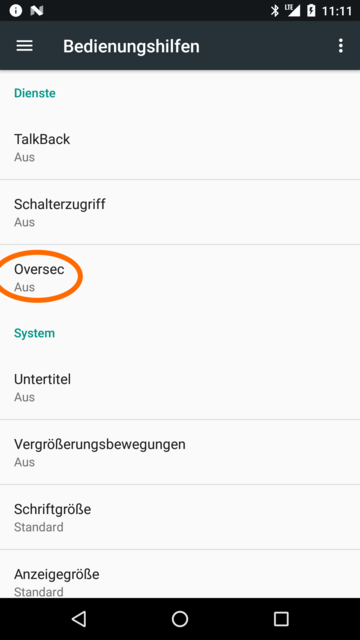 LTE 11:11
Bedienungshilfen
Dienste
TalkBack
Aus
Schalterzugriff
Aus
Oversec
Aus
System
Untertitel
Aus
Vergrößerungsbewegungen
Aus
Schriftgröße
Standard
Anzeigegröße
Standard